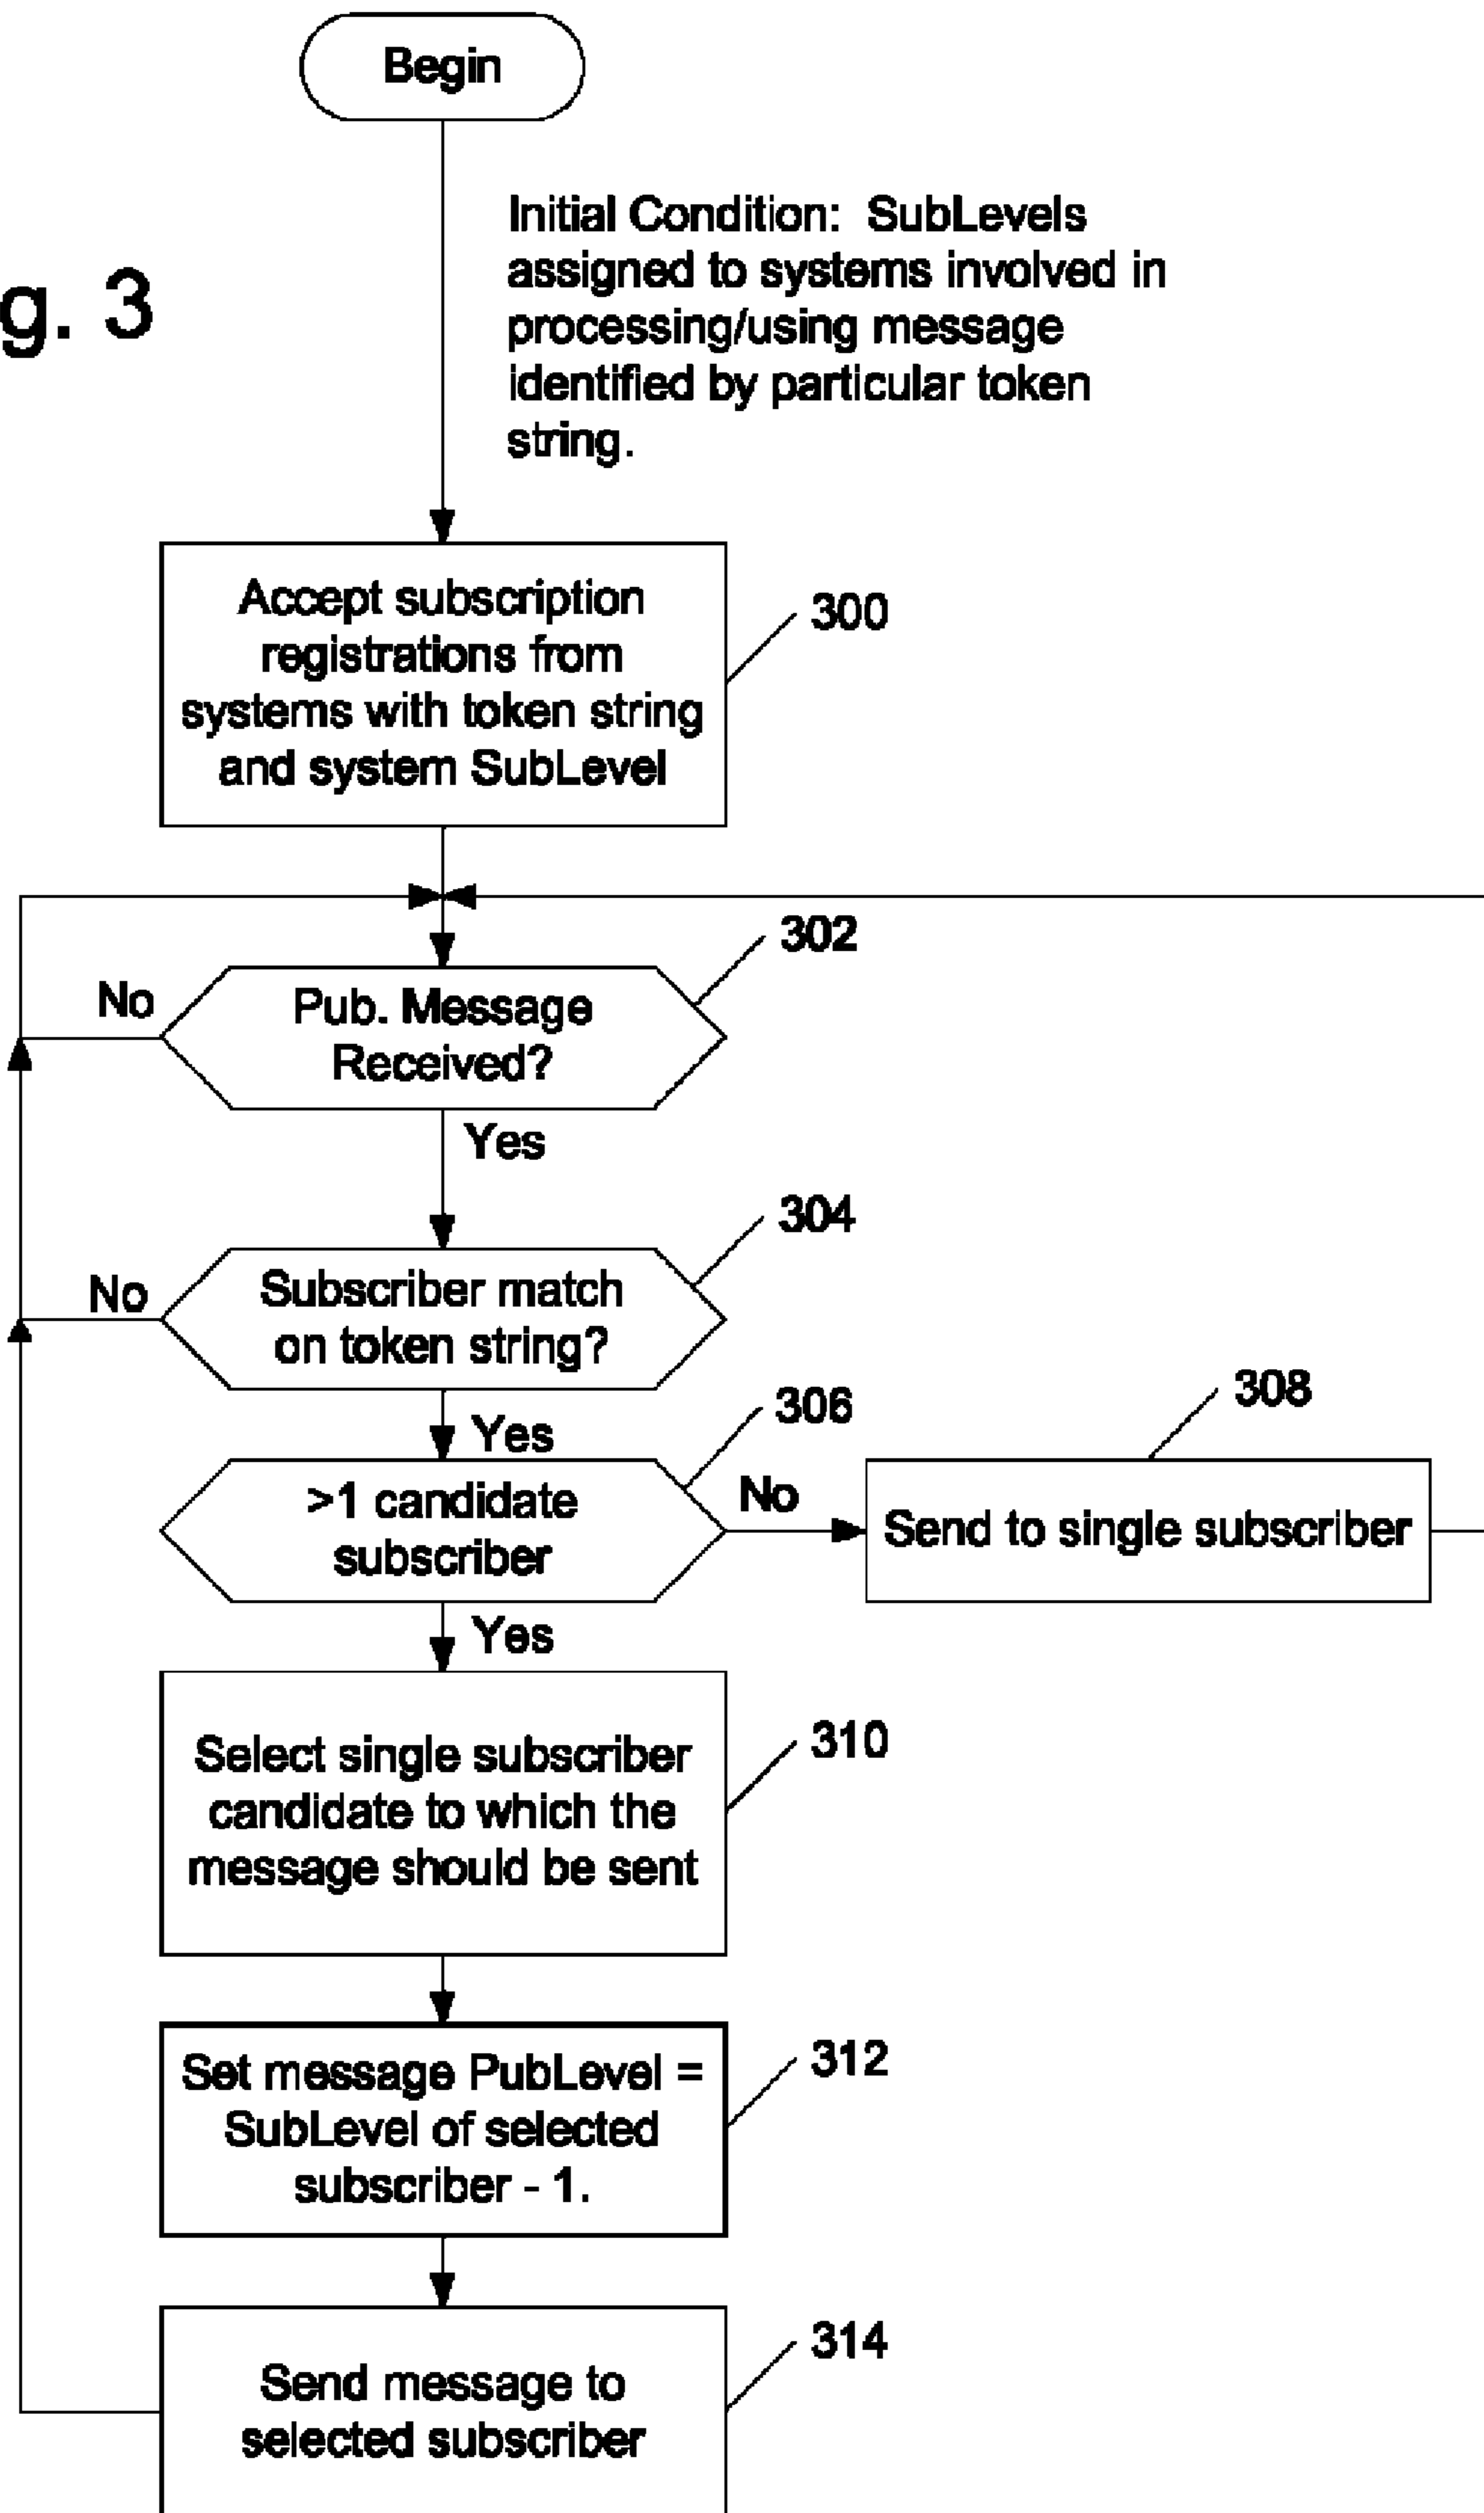 Begin
Initial Condition: SubLevels
assigned to systems involved in
processing/using message
identified by particular token
string.
g. 3
Accept subscription
registrations from
systems with token string
and system SubLevel
300
302
No
Pub. Message
Received?
Yes
304
No
Subscriber match
on token string?
306
308
Yes
>1 candidate
subscriber
No
Send to single subscriber
Yes
310
Select single subscriber
candidate to which the
message should be sent
312
Set message PubLevel =
SubLevel of selected
subscriber - 1.
314
Send message to
selected subscriber